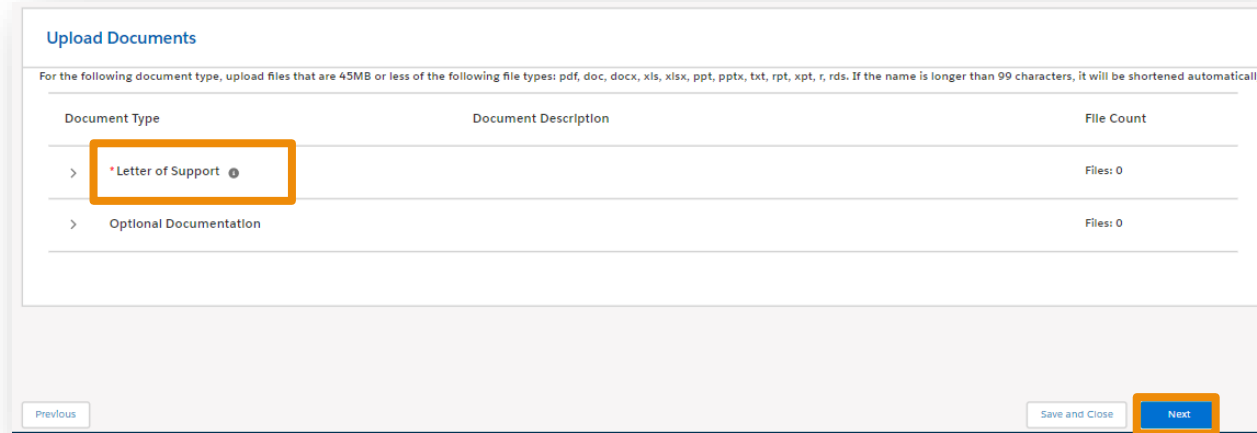 Upload Documents
For the following document type, upload files that are 45MB or less of the following file types: pdf, doc, docx, xls, xlsx, ppt, pptx, txt, rpt, xpt, r, rds. If the name is longer than 99 characters, it will be shortened automaticall
Document Type Document Description File Count
*Letter of Support Files: 0
Optional Documentation Files: 0
Previous Save and Close Next